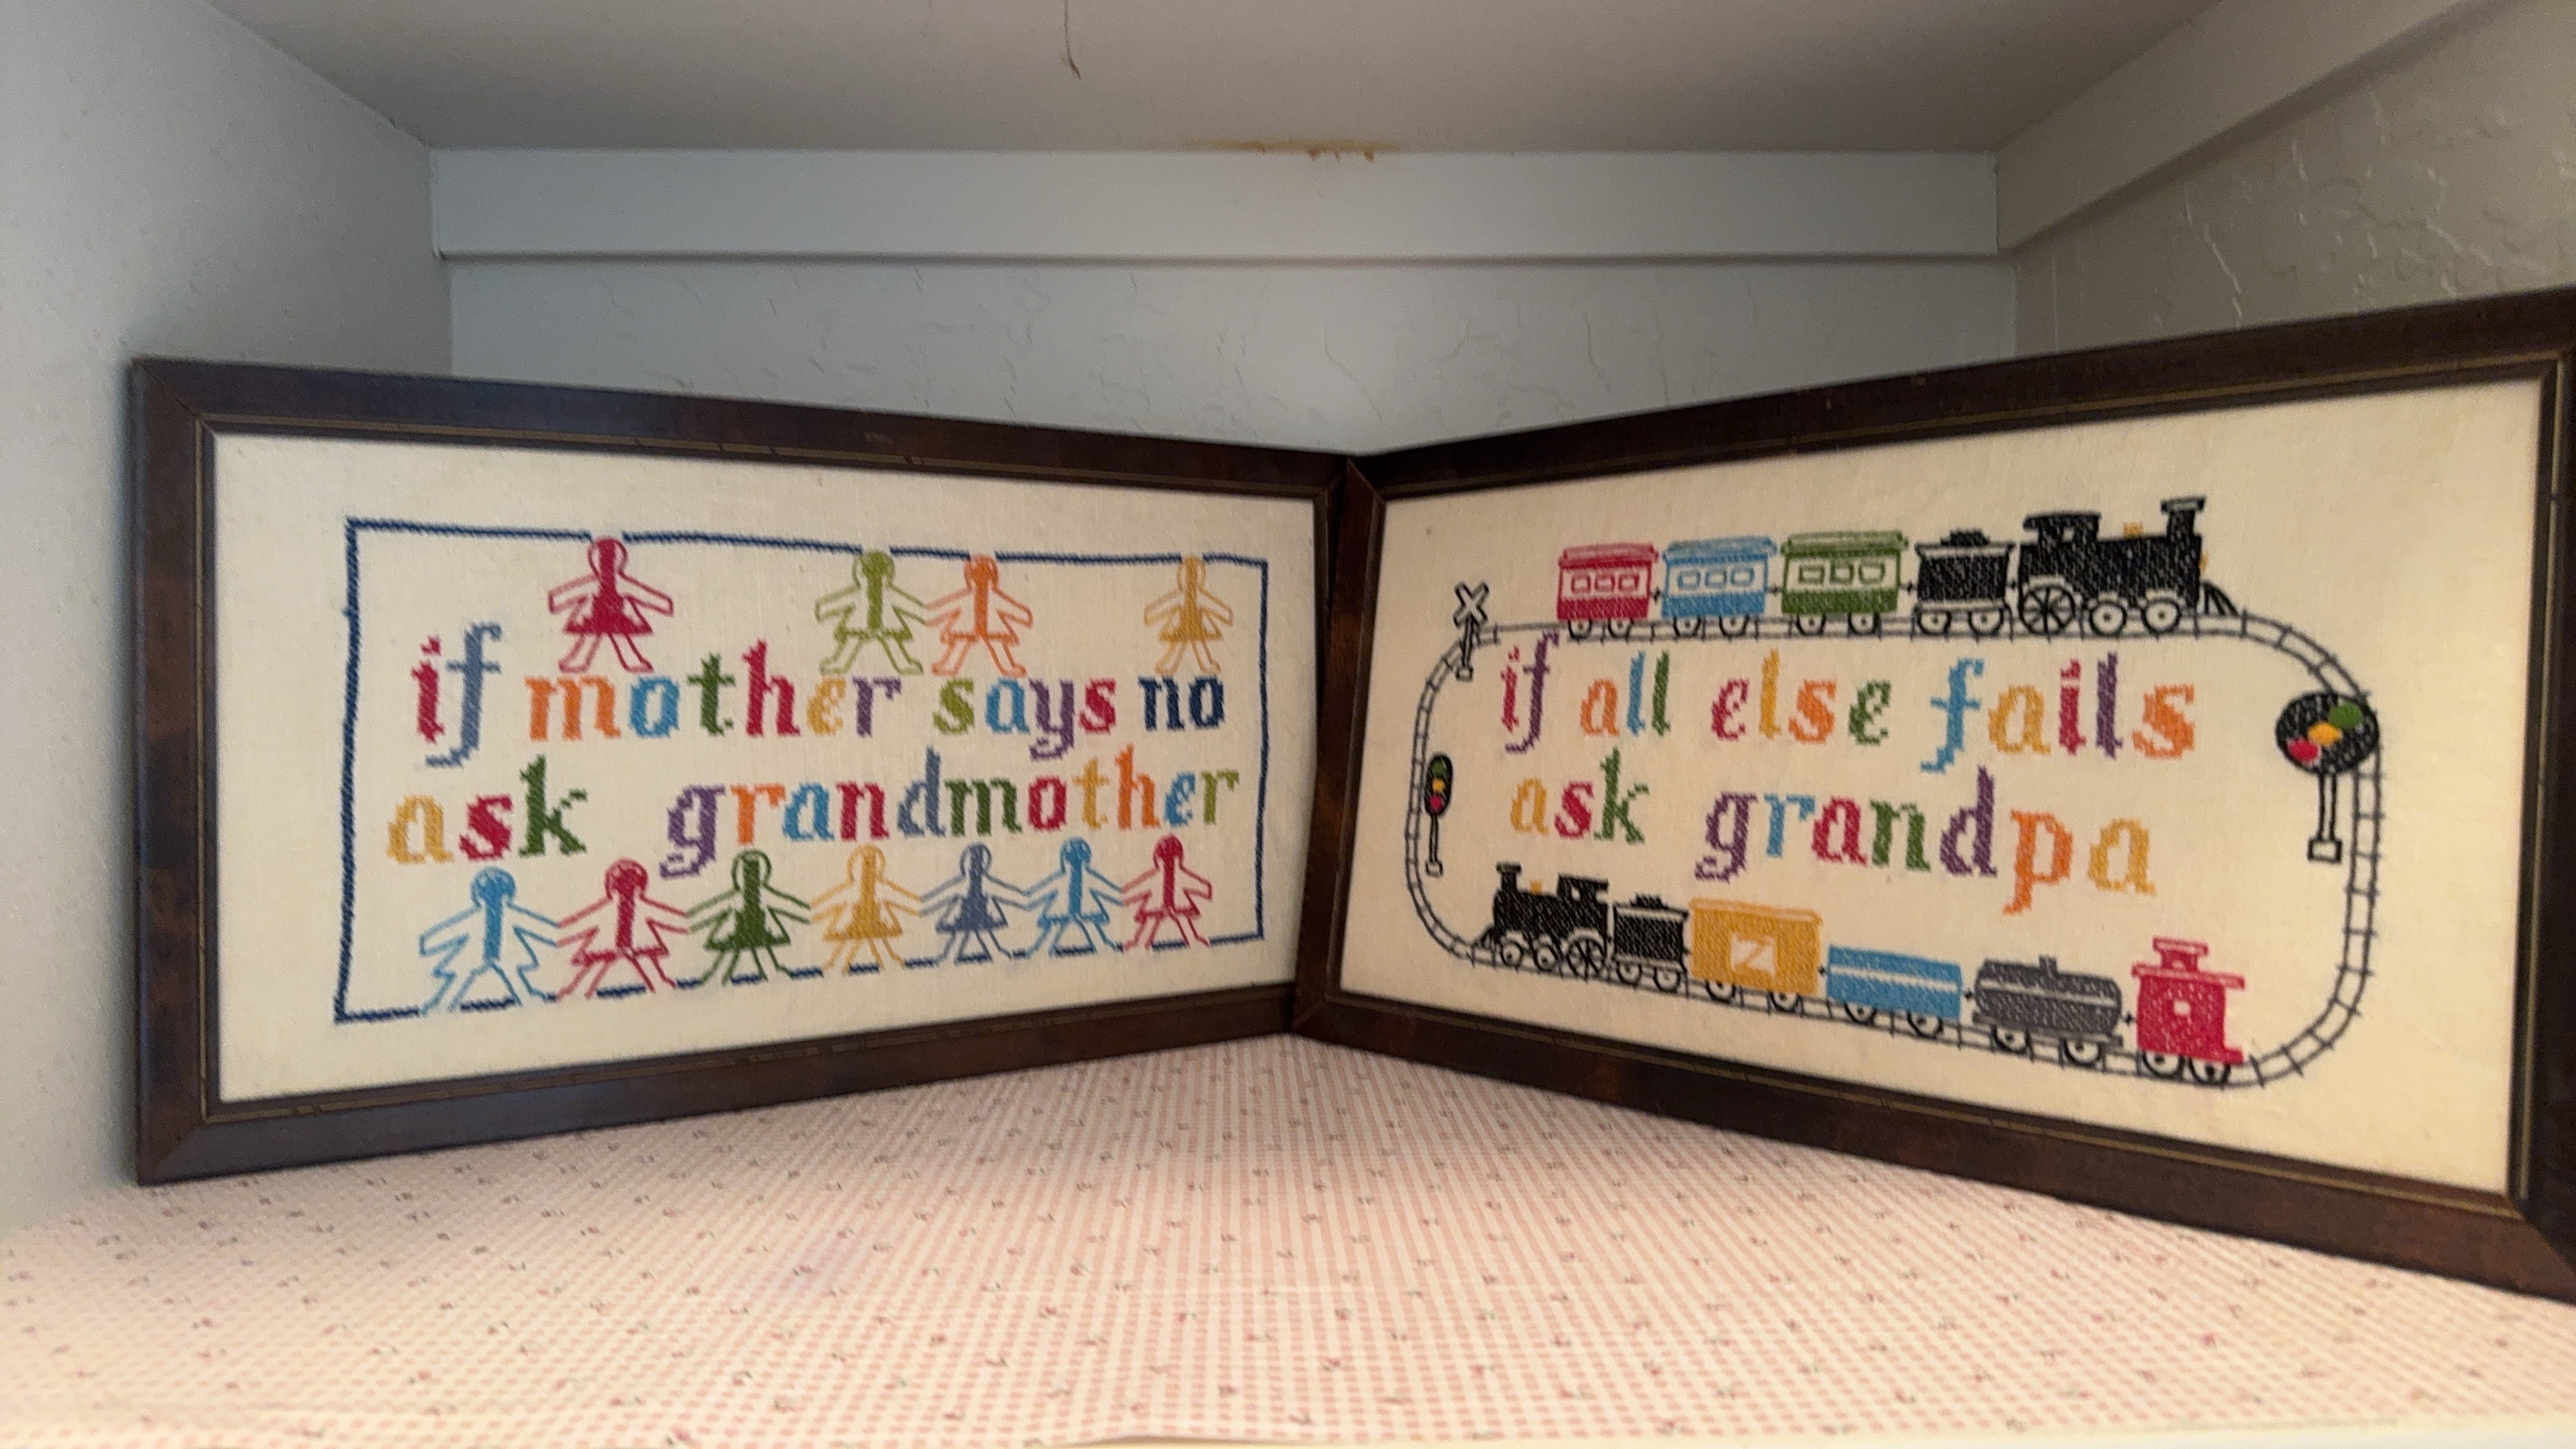 if mother says no
ask grandmother
if all else fails
ask grandpa
Z